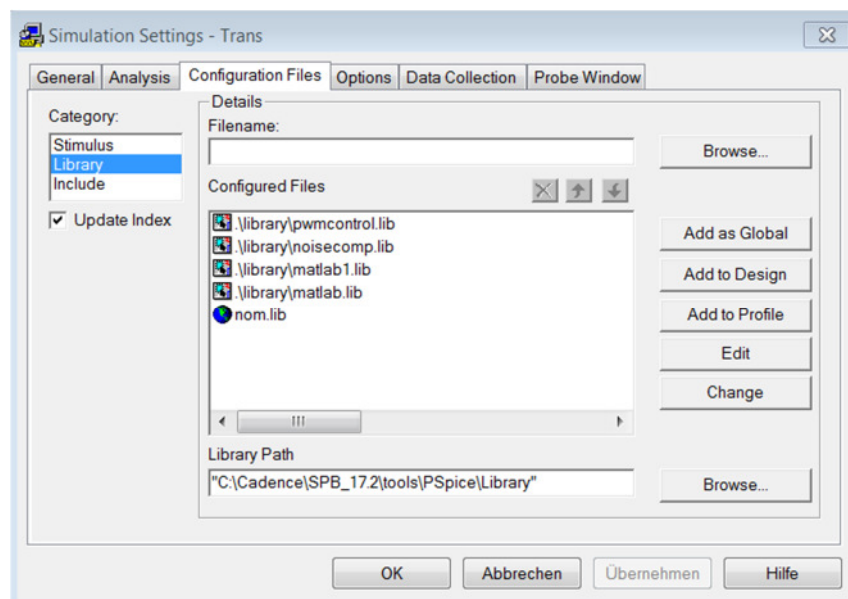 Simulation Settings - Trans
General Analysis Configuration Files Options Data Collection Probe Window
Category:
Stimulus
Library
Include
Update Index
Details
Filename:
Browse...
Configured Files
.\library\pwmcontrol.lib
.\library\noisecomp.lib
.\library\matlab1.lib
.\library\matlab.lib
nom.lib
Add as Global
Add to Design
Add to Profile
Edit
Change
Library Path
"C:\Cadence\SPB_17.2\tools\PSpice\Library"
Browse...
OK Abbrechen Übernehmen Hilfe